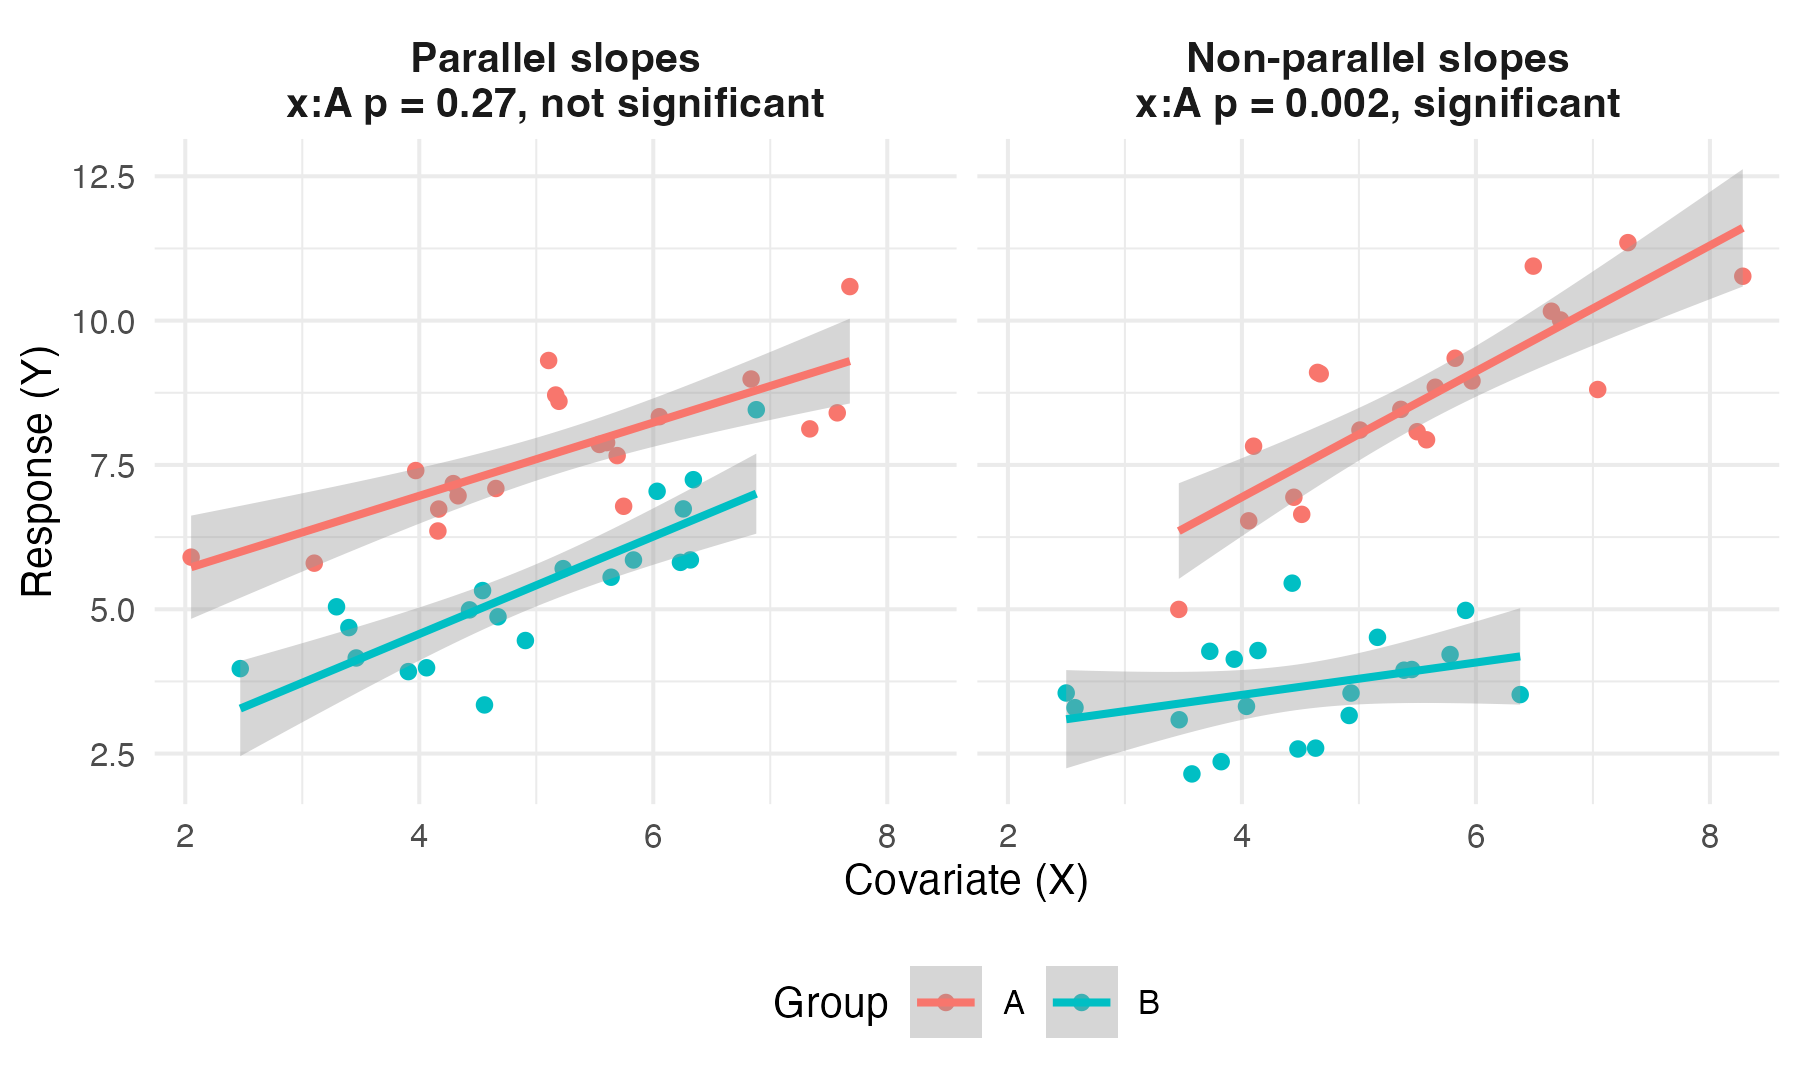 Parallel slopes
x:A p = 0.27, not significant
Non-parallel slopes
x:A p = 0.002, significant
Response (Y)
12.5
10.0
7.5
5.0
2.5
2 4 6 8
2 4 6 8
Covariate (X)
Group A B